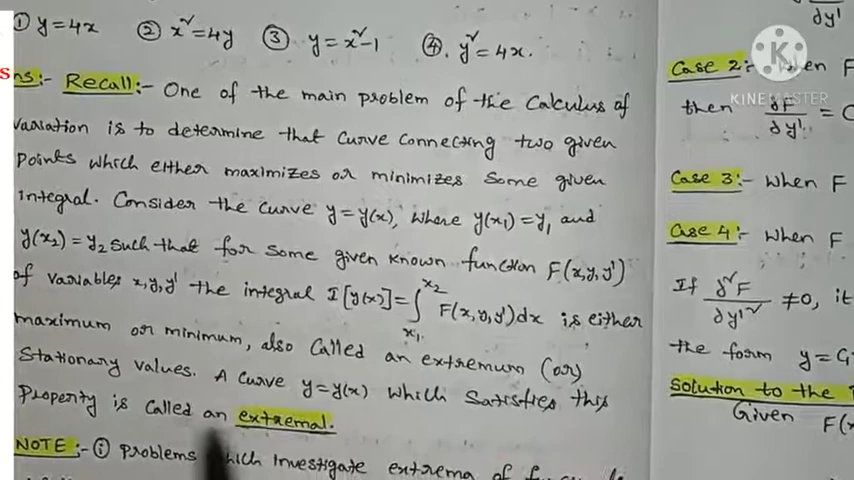 ① y=4x ② x²=4y ③ y=x²-1 ④. y²=4x.
Recall:- One of the main problem of the Calculus of
variation is to determine that curve connecting two given
points which either maximizes or minimizes some given
integral. Consider the curve y=y(x), where y(x₁)=y₁ and
y(x₂)=y₂ such that for some given known function F(x,y,y')
of variables x,y,y' the integral I[y(x)]=∫ₓ₁ˣ² F(x,y,y')dx is either
maximum or minimum, also called an extremum (or)
Stationary values. A curve y=y(x) which satisfies this
Property is called an extremal.
NOTE:- ① Problems which investigate extrema of
∂y'
Case 2:- when F
then ∂F/∂y' =
Case 3:- when F
Case 4:- when F
If ∂²F/∂y'² ≠0, it
the form y=
Solution to the
Given F(x
KINEMASTER